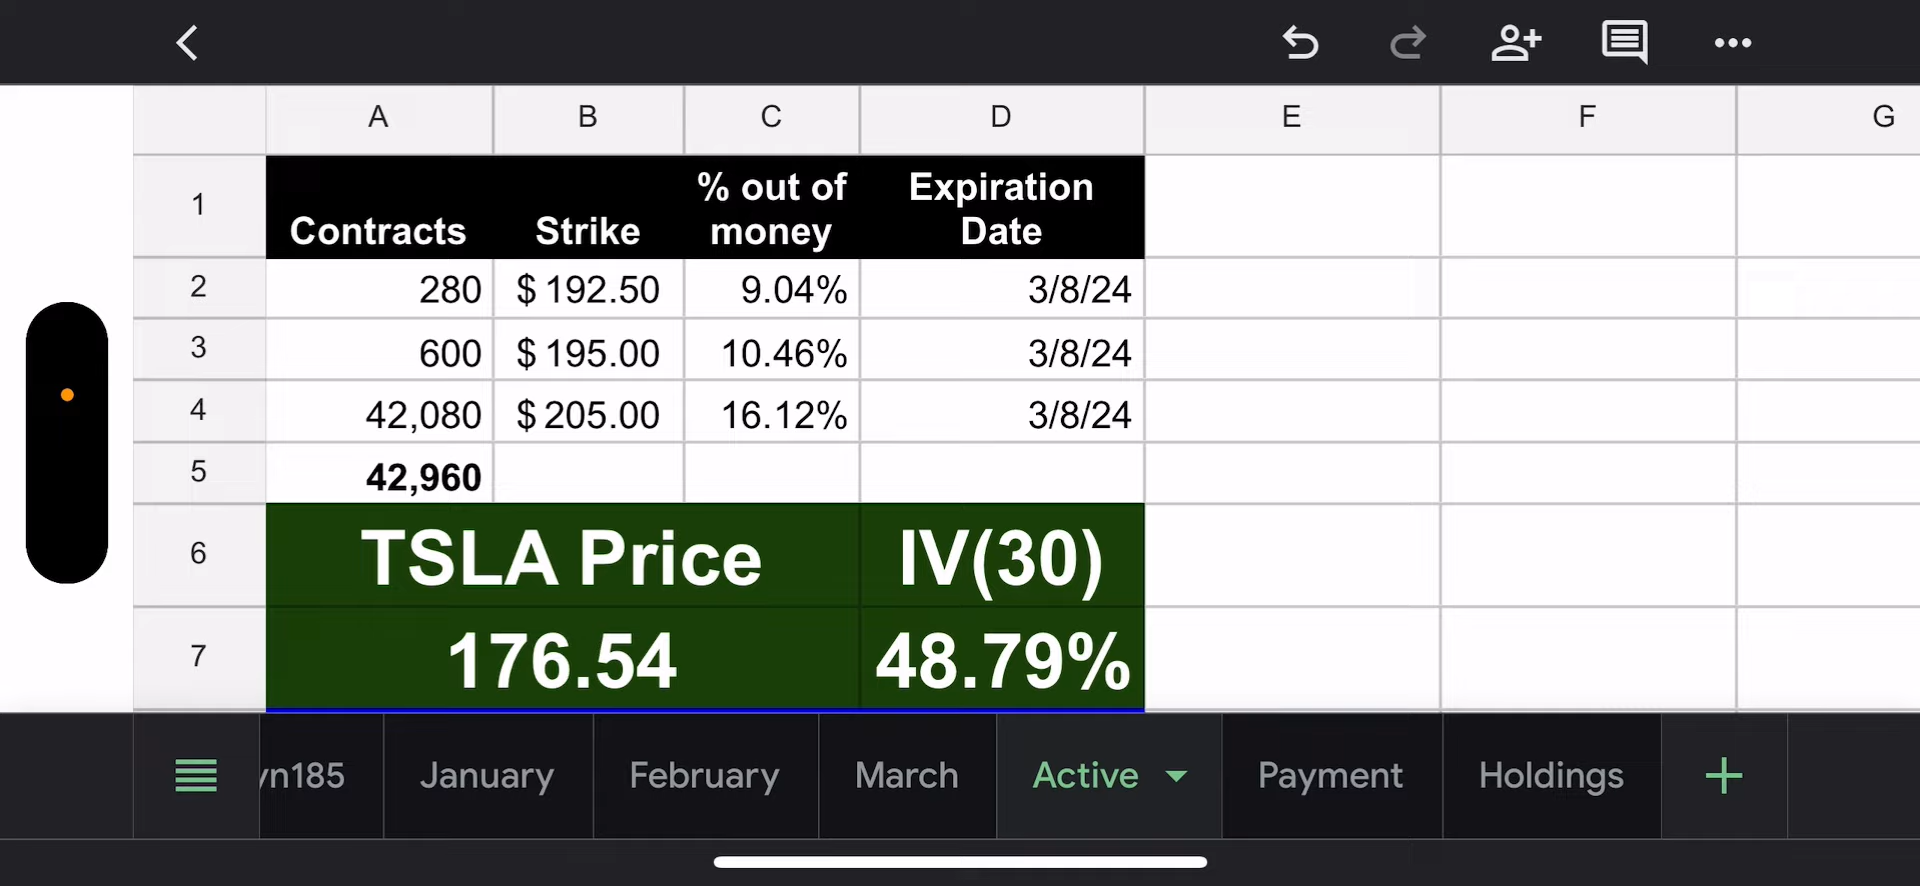 A B C D E F G
1 Contracts Strike % out of money Expiration Date
2 280 $ 192.50 9.04% 3/8/24
3 600 $ 195.00 10.46% 3/8/24
4 42,080 $ 205.00 16.12% 3/8/24
5 42,960
6 TSLA Price IV(30)
7 176.54 48.79%
yn185 January February March Active Payment Holdings